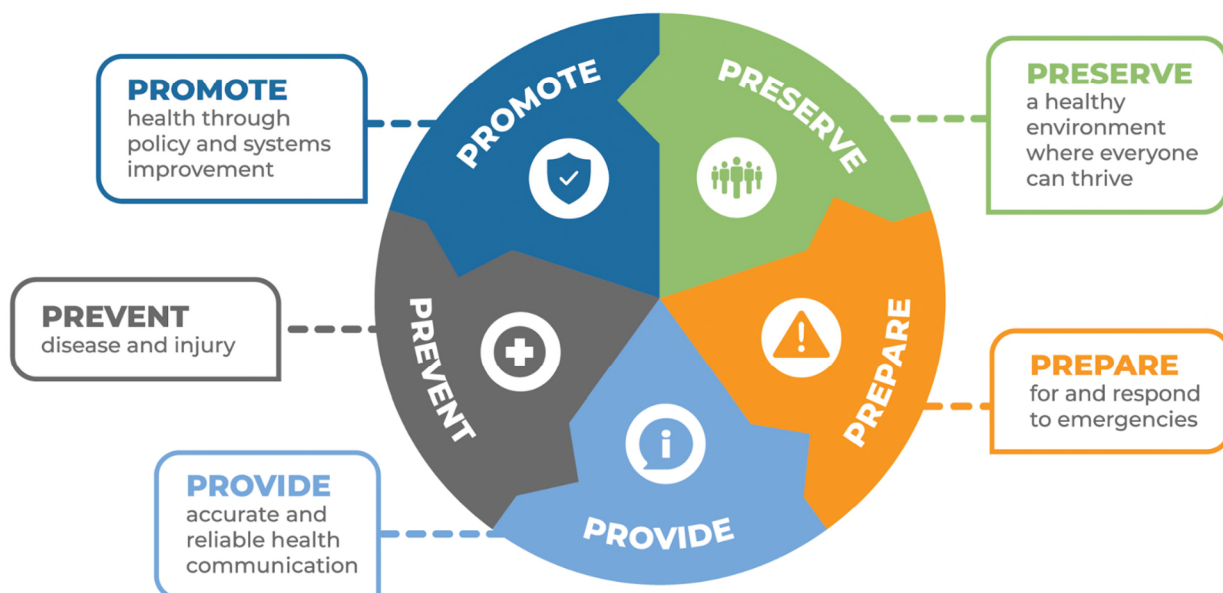 PROMOTE
health through
policy and systems
improvement
PROMOTE
PRESERVE
PRESERVE
a healthy
environment
where everyone
can thrive
PREVENT
disease and injury
PREVENT
PREPARE
PREPARE
for and respond
to emergencies
PROVIDE
accurate and
reliable health
communication
i
PROVIDE